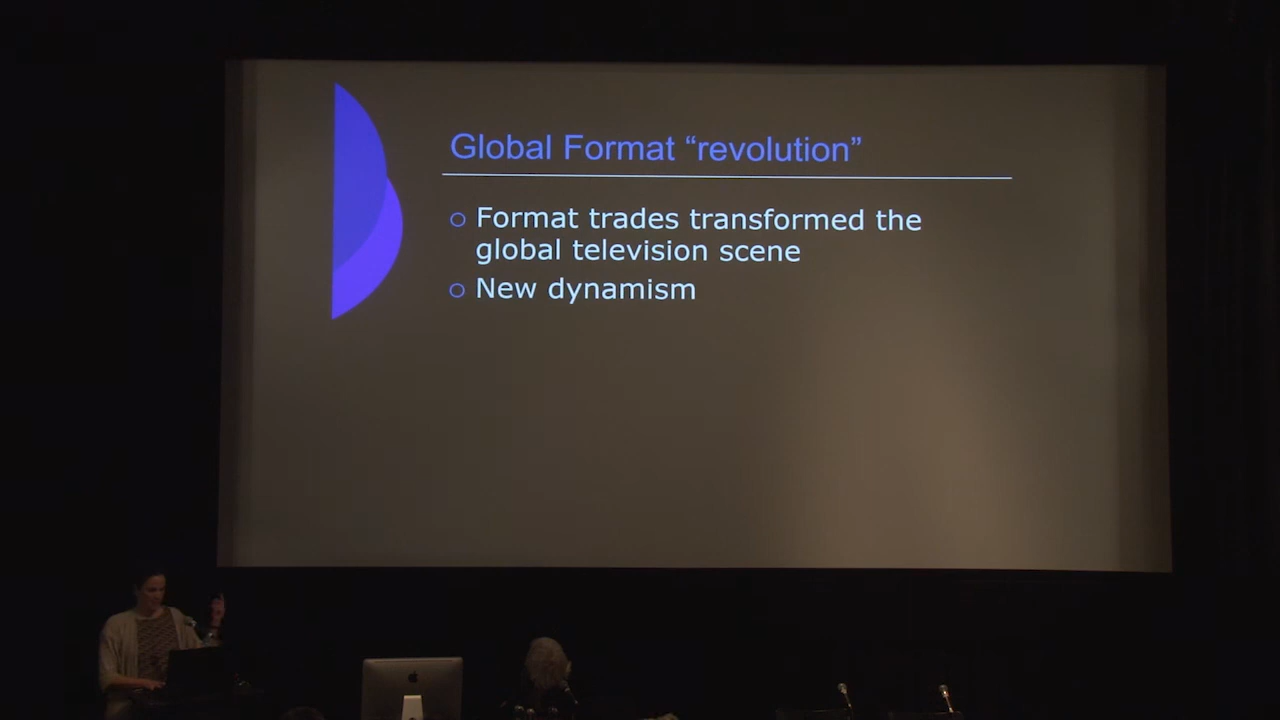 Global Format “revolution”
Format trades transformed the
global television scene
New dynamism